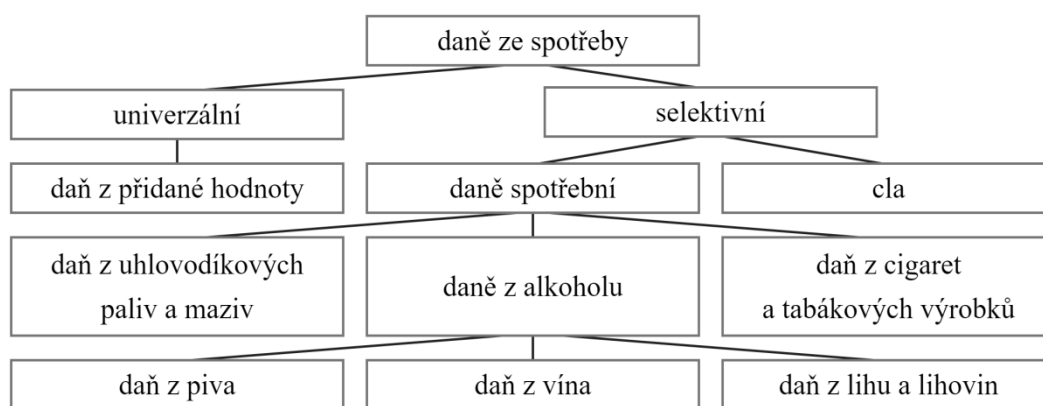 daně ze spotřeby
univerzální
selektivní
daň z přidané hodnoty
daně spotřební
cla
daň z uhlovodíkových
paliv a maziv
daně z alkoholu
daň z cigaret
a tabákových výrobků
daň z piva
daň z vína
daň z lihu a lihovin